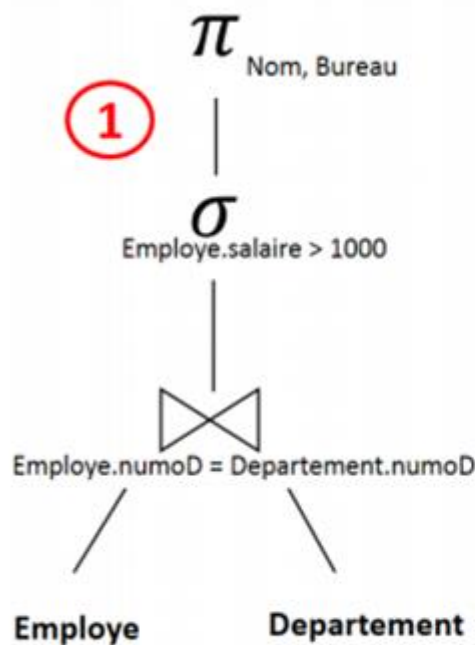 π
Nom, Bureau
1
σ
Employe.salaire > 1000
Employe.numoD = Departement.numoD
Employe
Departement